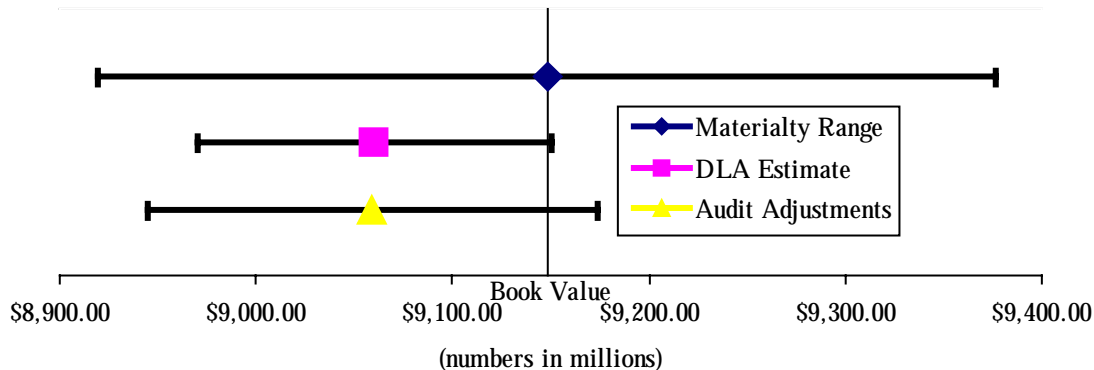 Materialty Range
DLA Estimate
Audit Adjustments
Book Value
$8,900.00 $9,000.00 $9,100.00 $9,200.00 $9,300.00 $9,400.00
(numbers in millions)